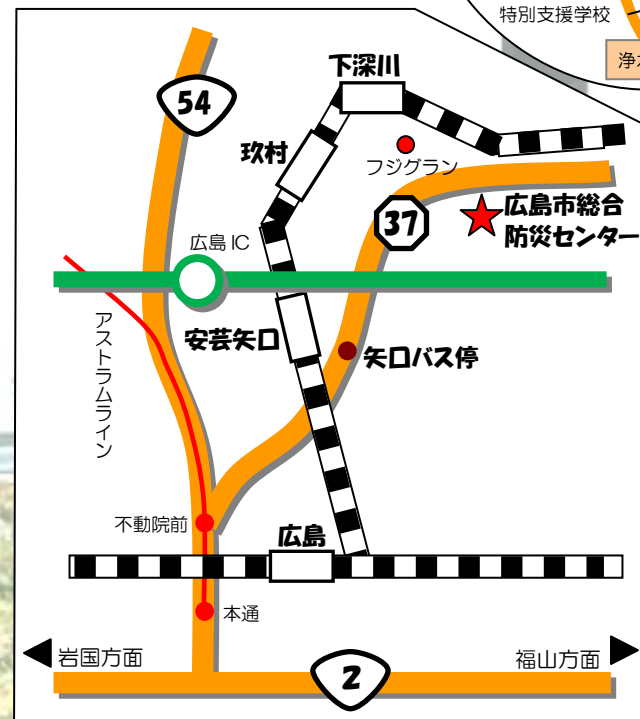 特別支援学校
浄
下深川
54
玖村
フジグラン
広島市総合
防災センター
37
広島 IC
アストラムライン
安芸矢口
矢口バス停
不動院前
広島
本通
岩国方面
福山方面
2